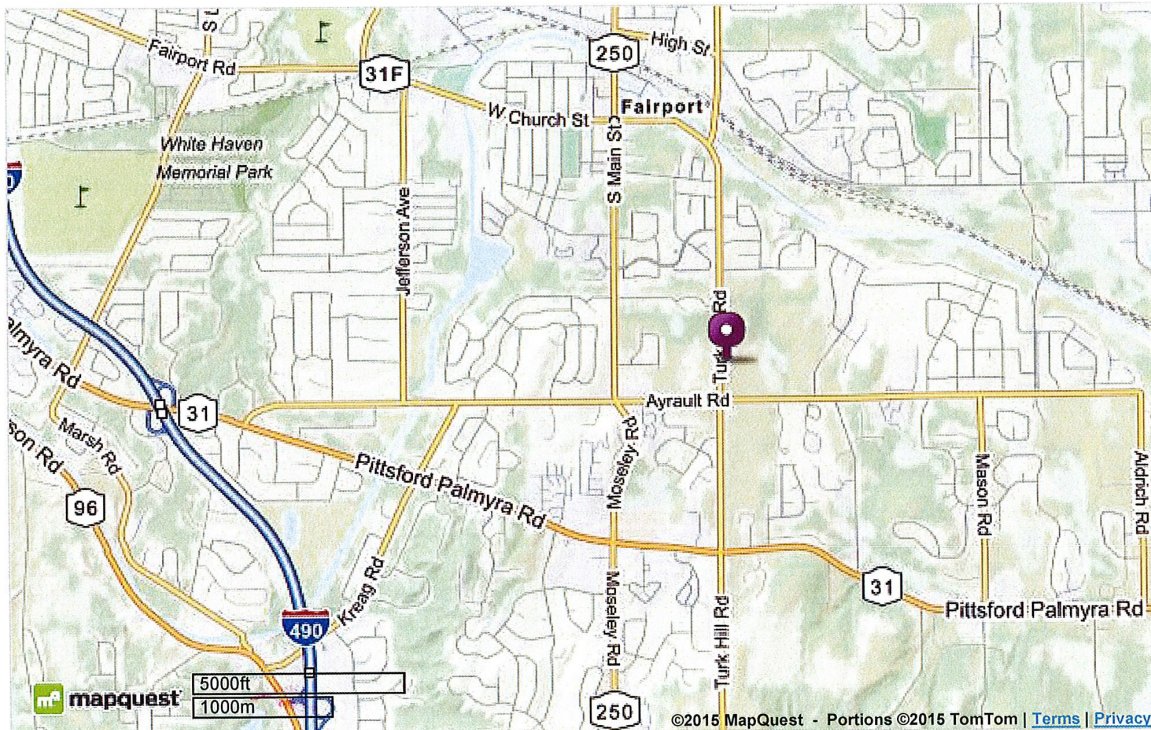 Fairport Rd
31F
250
High St
Fairport
W Church St
White Haven
Memorial Park
S Main St
Jefferson Ave
Rd
Turk
Ayrault Rd
almyra Rd
31
Marsh Rd
son Rd
96
Pittsford Palmyra Rd
Moseley Rd
Mason Rd
Aldrich Rd
31
Pittsford Palmyra Rd
Kreag Rd
490
Moseley Rd
Turk Hill Rd
250
mapquest
5000ft
1000m
©2015 MapQuest - Portions ©2015 TomTom | Terms | Privacy